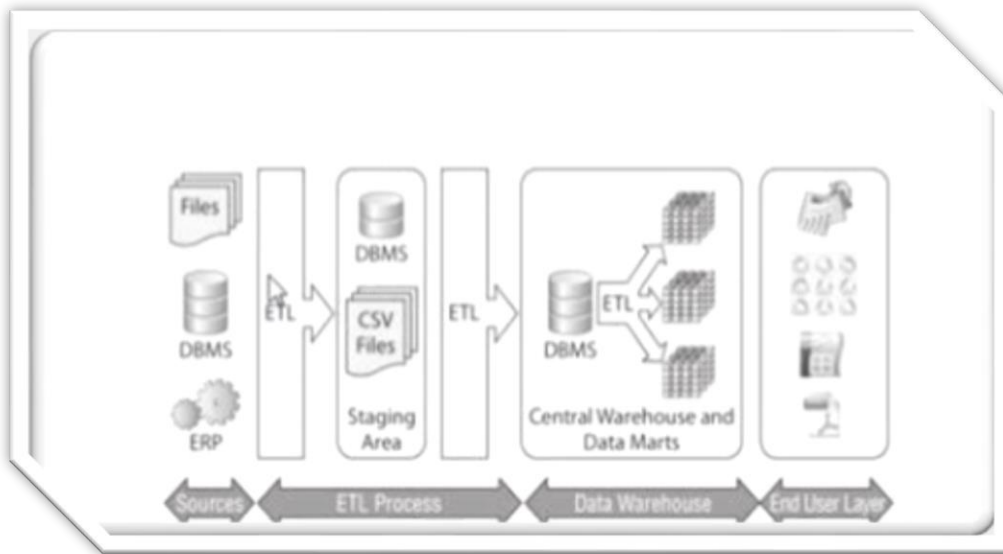 Files
DBMS
ERP
ETL
DBMS
CSV
Files
Staging
Area
ETL
DBMS
ETL
Central Warehouse and
Data Marts
Sources
ETL Process
Data Warehouse
End User Layer